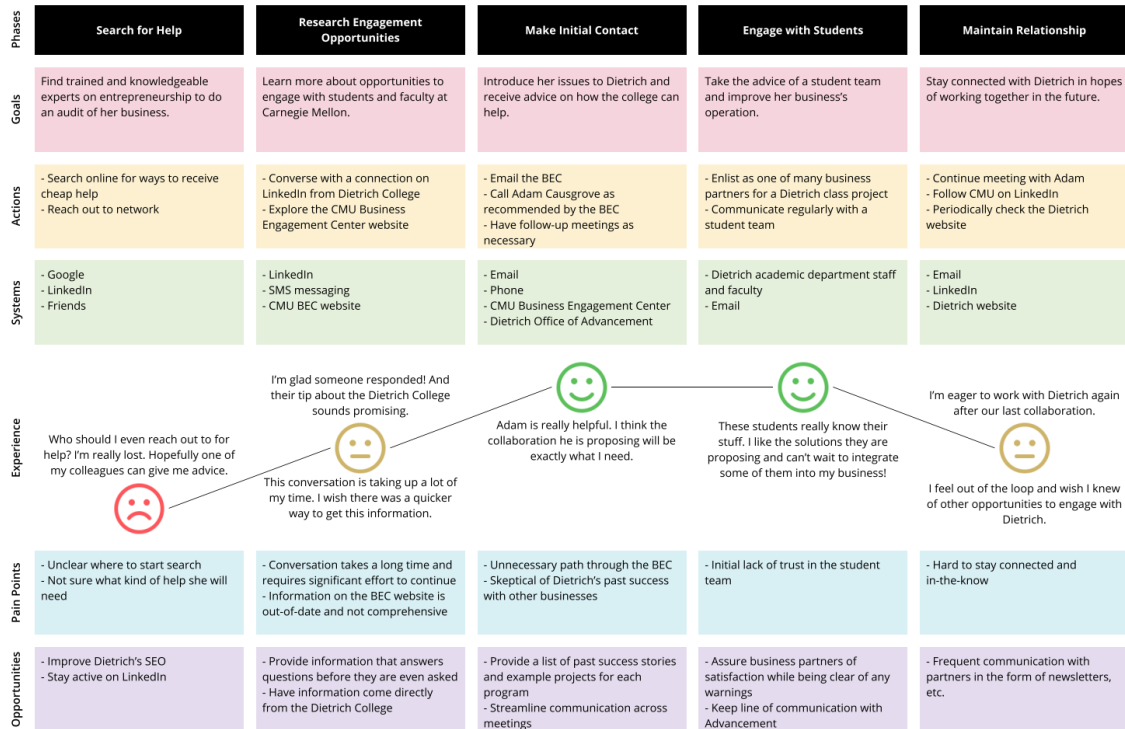 Phases
Search for Help
Research Engagement
Opportunities
Make Initial Contact
Engage with Students
Maintain Relationship
Goals
Find trained and knowledgeable
experts on entrepreneurship to do
an audit of her business.
Learn more about opportunities to
engage with students and faculty at
Carnegie Mellon.
Introduce her issues to Dietrich and
receive advice on how the college can
help.
Take the advice of a student team
and improve her business's
operation.
Stay connected with Dietrich in hopes
of working together in the future.
Actions
- Search online for ways to receive
cheap help
- Reach out to network
- Converse with a connection on
LinkedIn from Dietrich College
- Explore the CMU Business
Engagement Center website
- Email the BEC
- Call Adam Causgrove as
recommended by the BEC
- Have follow-up meetings as
necessary
- Enlist as one of many business
partners for a Dietrich class project
- Communicate regularly with a
student team
- Continue meeting with Adam
- Follow CMU on LinkedIn
- Periodically check the Dietrich
website
Systems
- Google
- LinkedIn
- Friends
- LinkedIn
- SMS messaging
- CMU BEC website
- Email
- Phone
- CMU Business Engagement Center
- Dietrich Office of Advancement
- Dietrich academic department staff
and faculty
- Email
- Email
- LinkedIn
- Dietrich website
Experience
Who should I even reach out to for
help? I'm really lost. Hopefully one of
my colleagues can give me advice.
I'm glad someone responded! And
their tip about the Dietrich College
sounds promising.
This conversation is taking up a lot of
my time. I wish there was a quicker
way to get this information.
Adam is really helpful. I think the
collaboration he is proposing will be
exactly what I need.
These students really know their
stuff. I like the solutions they are
proposing and can't wait to integrate
some of them into my business!
I'm eager to work with Dietrich again
after our last collaboration.
I feel out of the loop and wish I knew
of other opportunities to engage with
Dietrich.
Pain Points
- Unclear where to start search
- Not sure what kind of help she will
need
- Conversation takes a long time and
requires significant effort to continue
- Information on the BEC website is
out-of-date and not comprehensive
- Unnecessary path through the BEC
- Skeptical of Dietrich's past success
with other businesses
- Initial lack of trust in the student
team
- Hard to stay connected and
in-the-know
Opportunities
- Improve Dietrich's SEO
- Stay active on LinkedIn
- Provide information that answers
questions before they are even asked
- Have information come directly
from the Dietrich College
- Provide a list of past success stories
and example projects for each
program
- Streamline communication across
meetings
- Assure business partners of
satisfaction while being clear of any
warnings
- Keep line of communication with
Advancement
- Frequent communication with
partners in the form of newsletters,
etc.